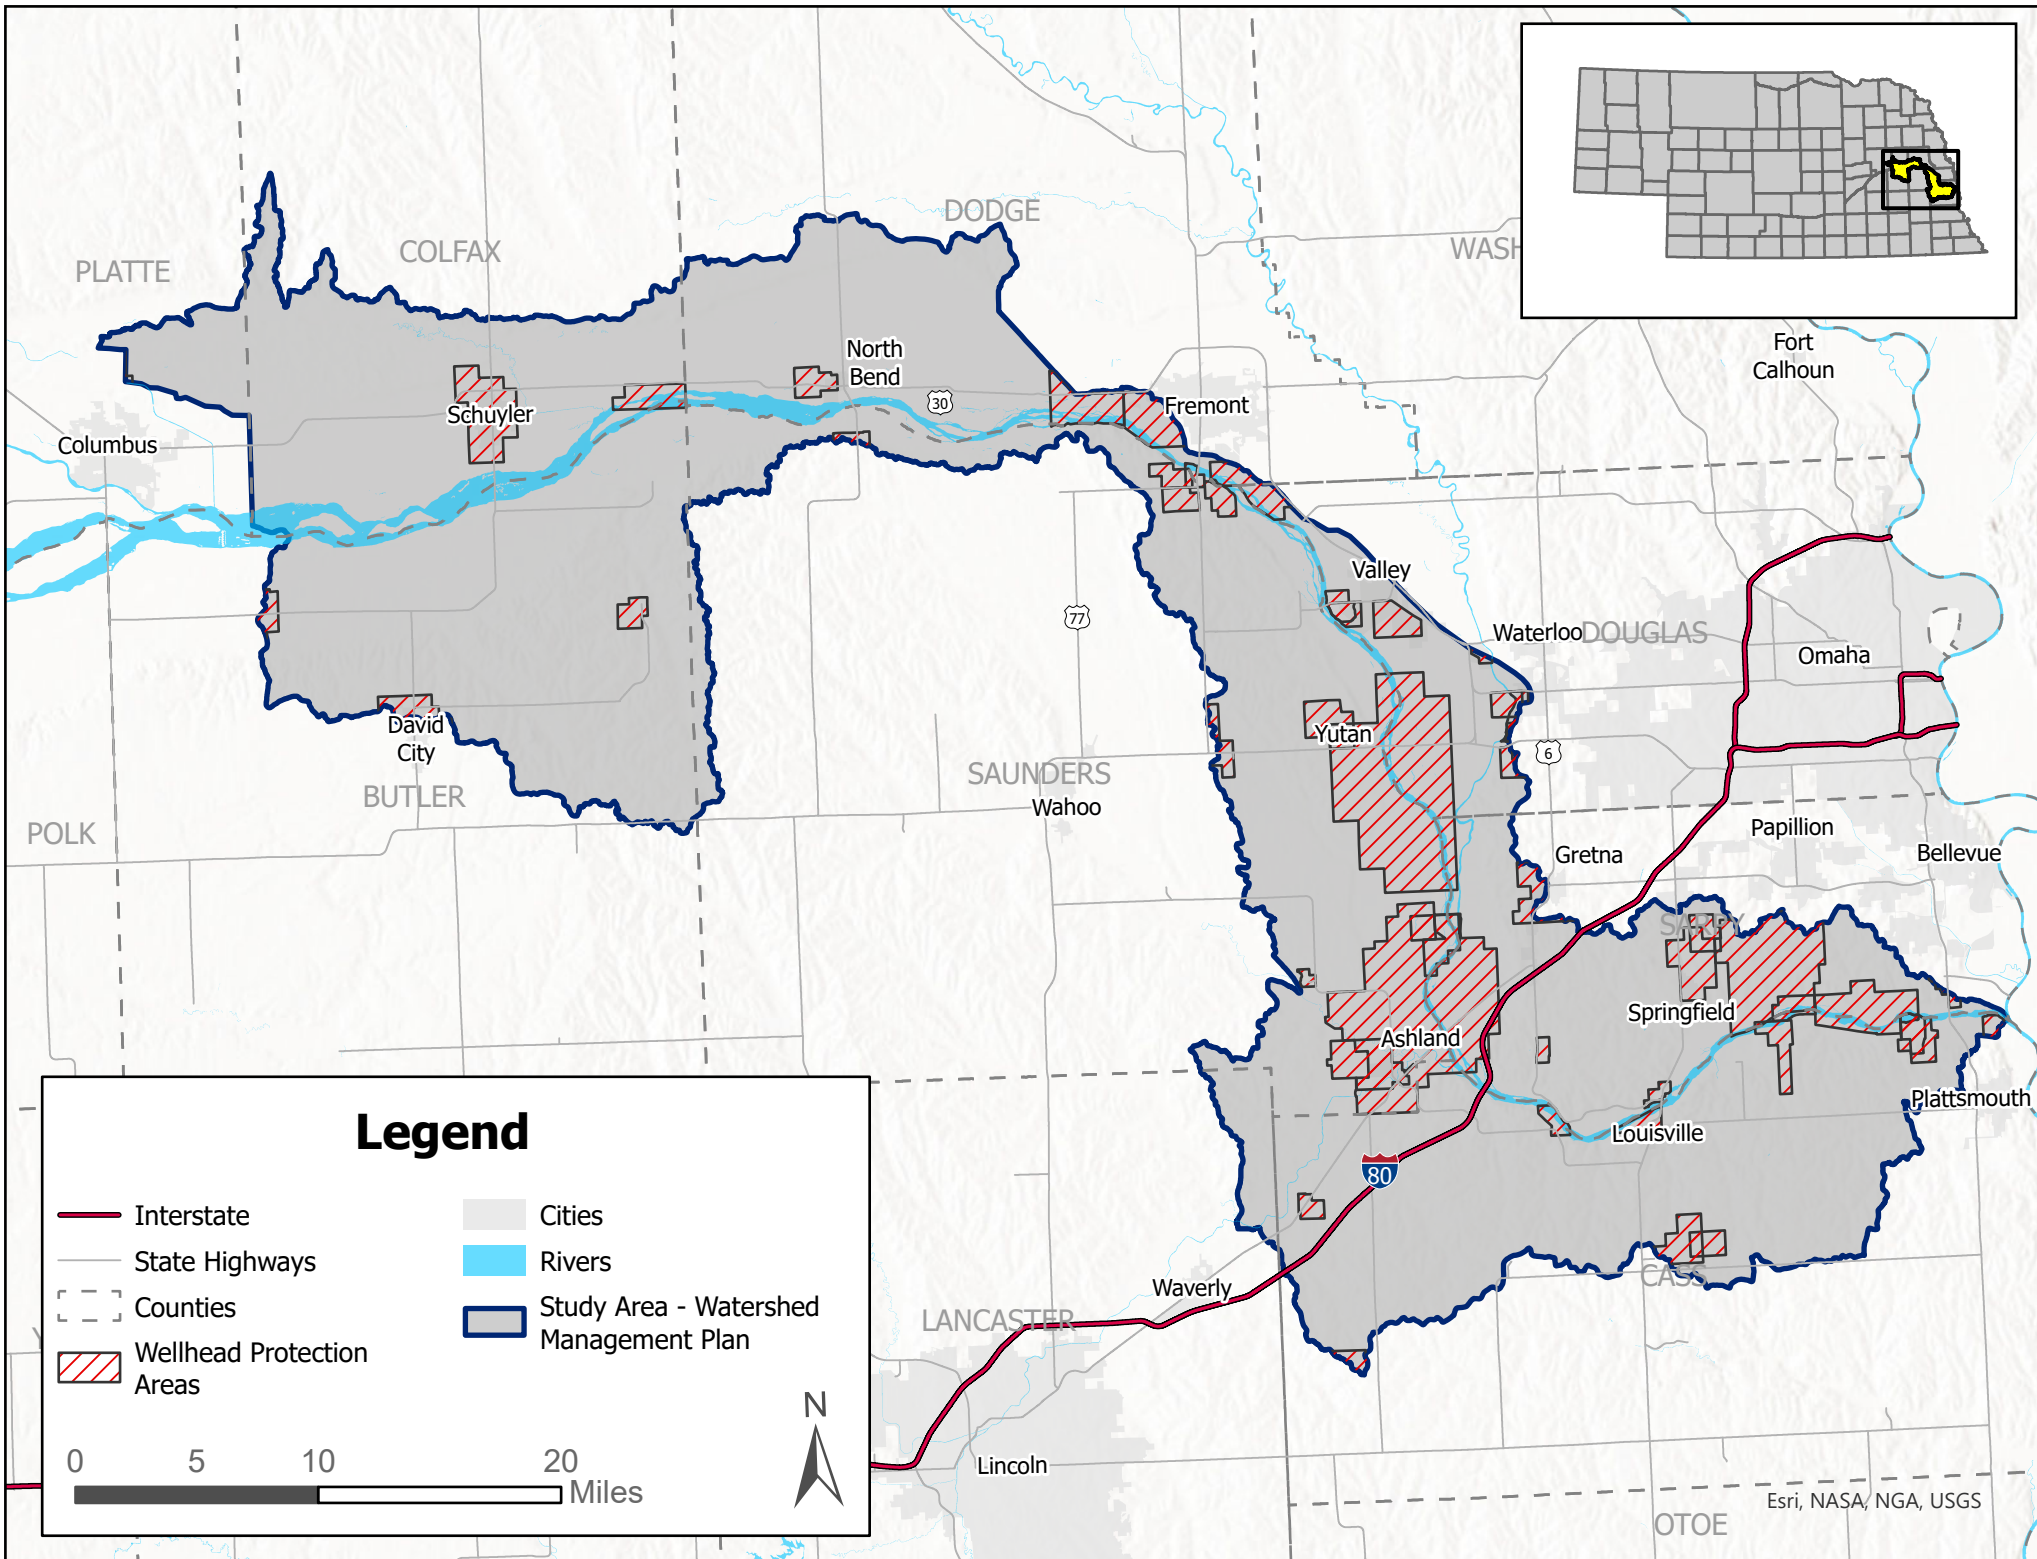 DODGE
COLFAX
PLATTE
WASH
Fort
Calhoun
North
Bend
30
Fremont
Schuyler
Columbus
Valley
77
Waterloo
DOUGLAS
Omaha
David
City
Yutan
6
SAUNDERS
BUTLER
Wahoo
POLK
Papillion
Gretna
Bellevue
SARPY
Springfield
Ashland
Plattsmouth
Louisville
80
CASS
Waverly
LANCASTER
Lincoln
OTOE
Y
Legend
Interstate
State Highways
Counties
Wellhead Protection
Areas
Cities
Rivers
Study Area - Watershed
Management Plan
N
0 5 10 20
Miles
Esri, NASA, NGA, USGS